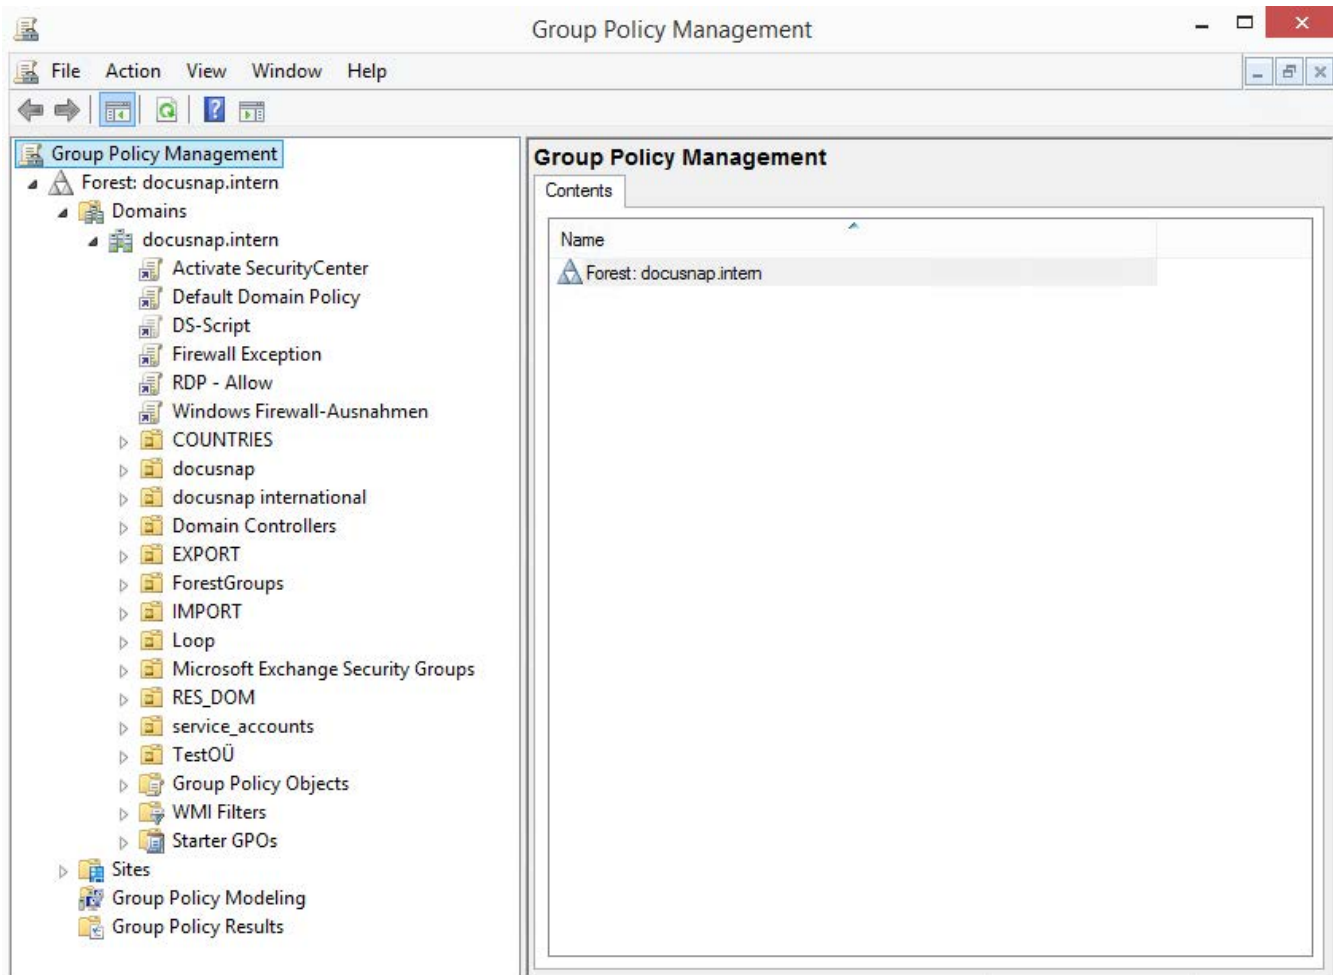 Group Policy Management
File Action View Window Help
Group Policy Management
Forest: docusnap.intern
Domains
docusnap.intern
Activate SecurityCenter
Default Domain Policy
DS-Script
Firewall Exception
RDP - Allow
Windows Firewall-Ausnahmen
COUNTRIES
docusnap
docusnap international
Domain Controllers
EXPORT
ForestGroups
IMPORT
Loop
Microsoft Exchange Security Groups
RES_DOM
service_accounts
TestOÜ
Group Policy Objects
WMI Filters
Starter GPOs
Sites
Group Policy Modeling
Group Policy Results
Group Policy Management
Contents
Name
Forest: docusnap.intern